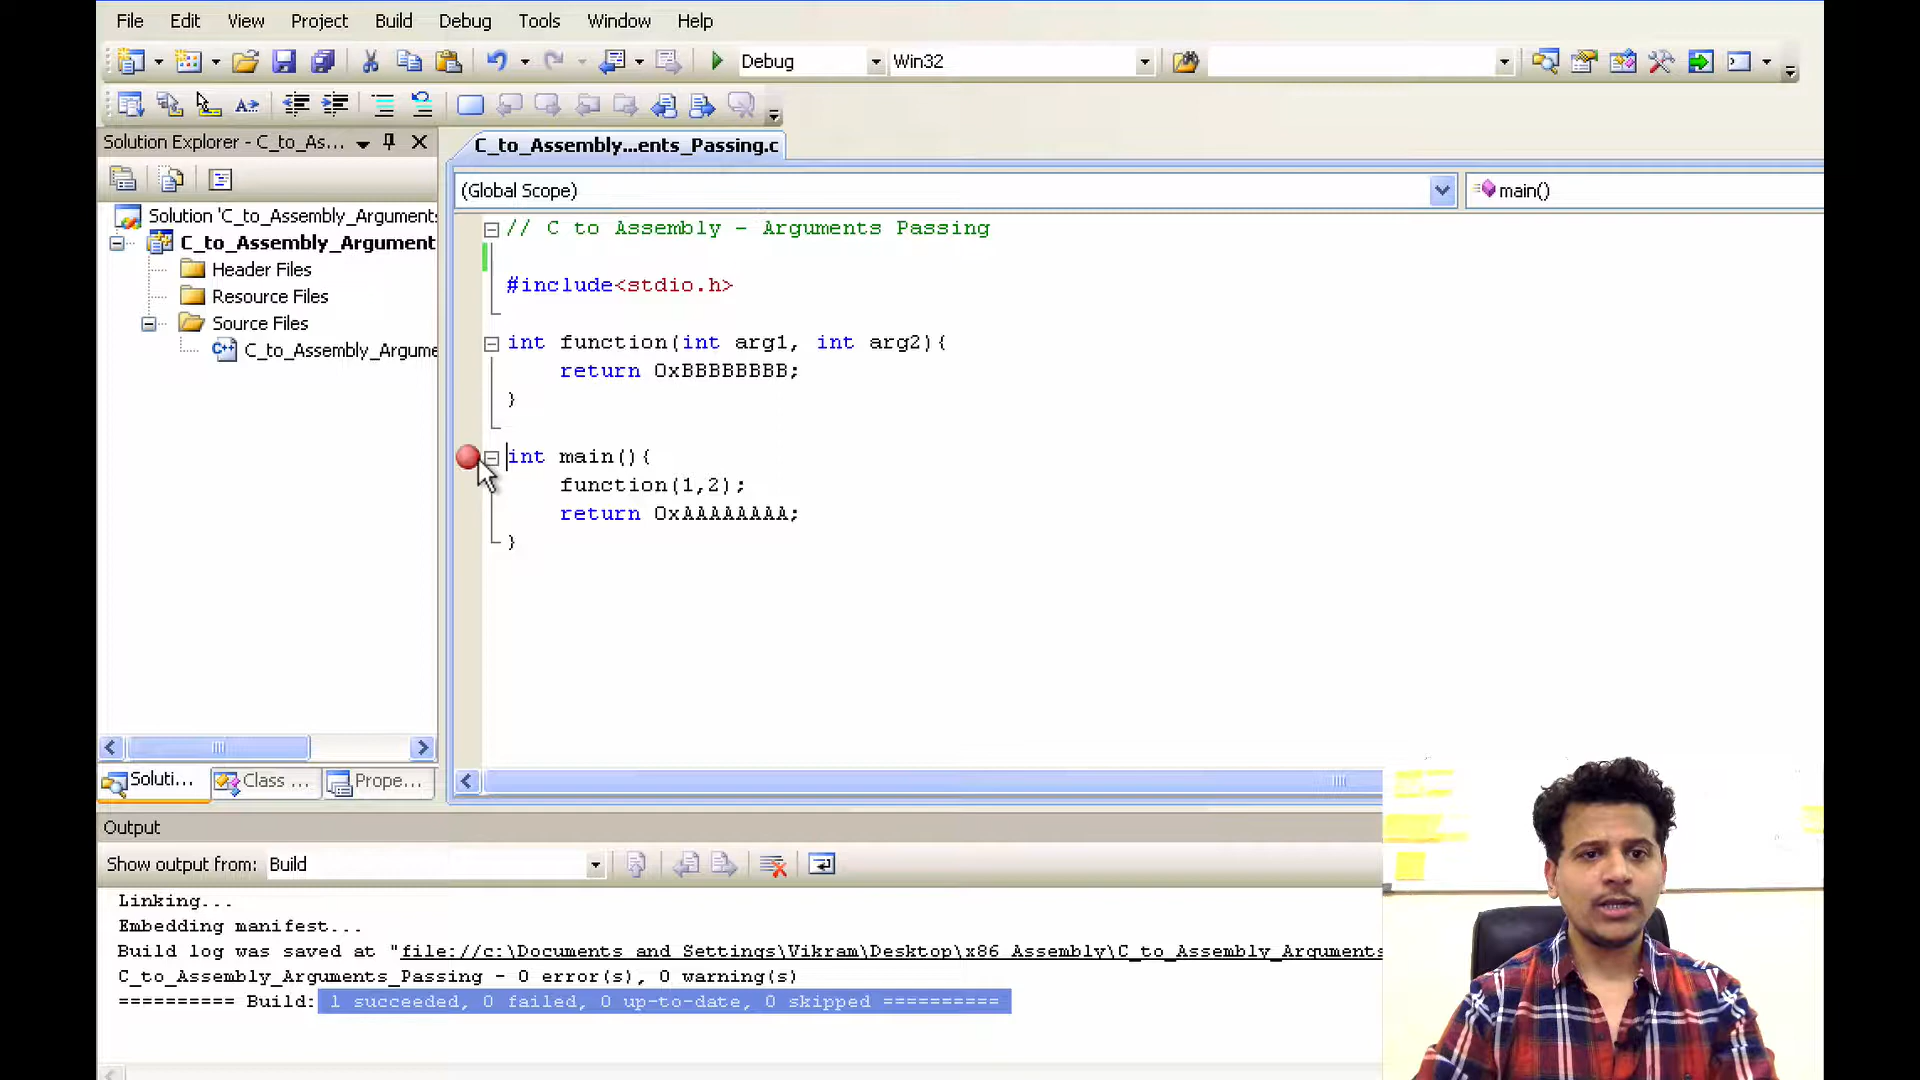 File Edit View Project Build Debug Tools Window Help
Debug Win32
Solution Explorer - C_to_As...
C_to_Assembly...ents_Passing.c
(Global Scope) main()
Solution 'C_to_Assembly_Arguments
C_to_Assembly_Argument
Header Files
Resource Files
Source Files
C_to_Assembly_Argume
// C to Assembly - Arguments Passing
#include<stdio.h>
int function(int arg1, int arg2){
return 0xBBBBBBBB;
}
int main(){
function(1,2);
return 0xAAAAAAAA;
}
Soluti... Class ... Prope...
Output
Show output from: Build
Linking...
Embedding manifest...
Build log was saved at "file://c:\Documents and Settings\Vikram\Desktop\x86 Assembly\C_to_Assembly_Arguments
C_to_Assembly_Arguments_Passing - 0 error(s), 0 warning(s)
========== Build: 1 succeeded, 0 failed, 0 up-to-date, 0 skipped ==========